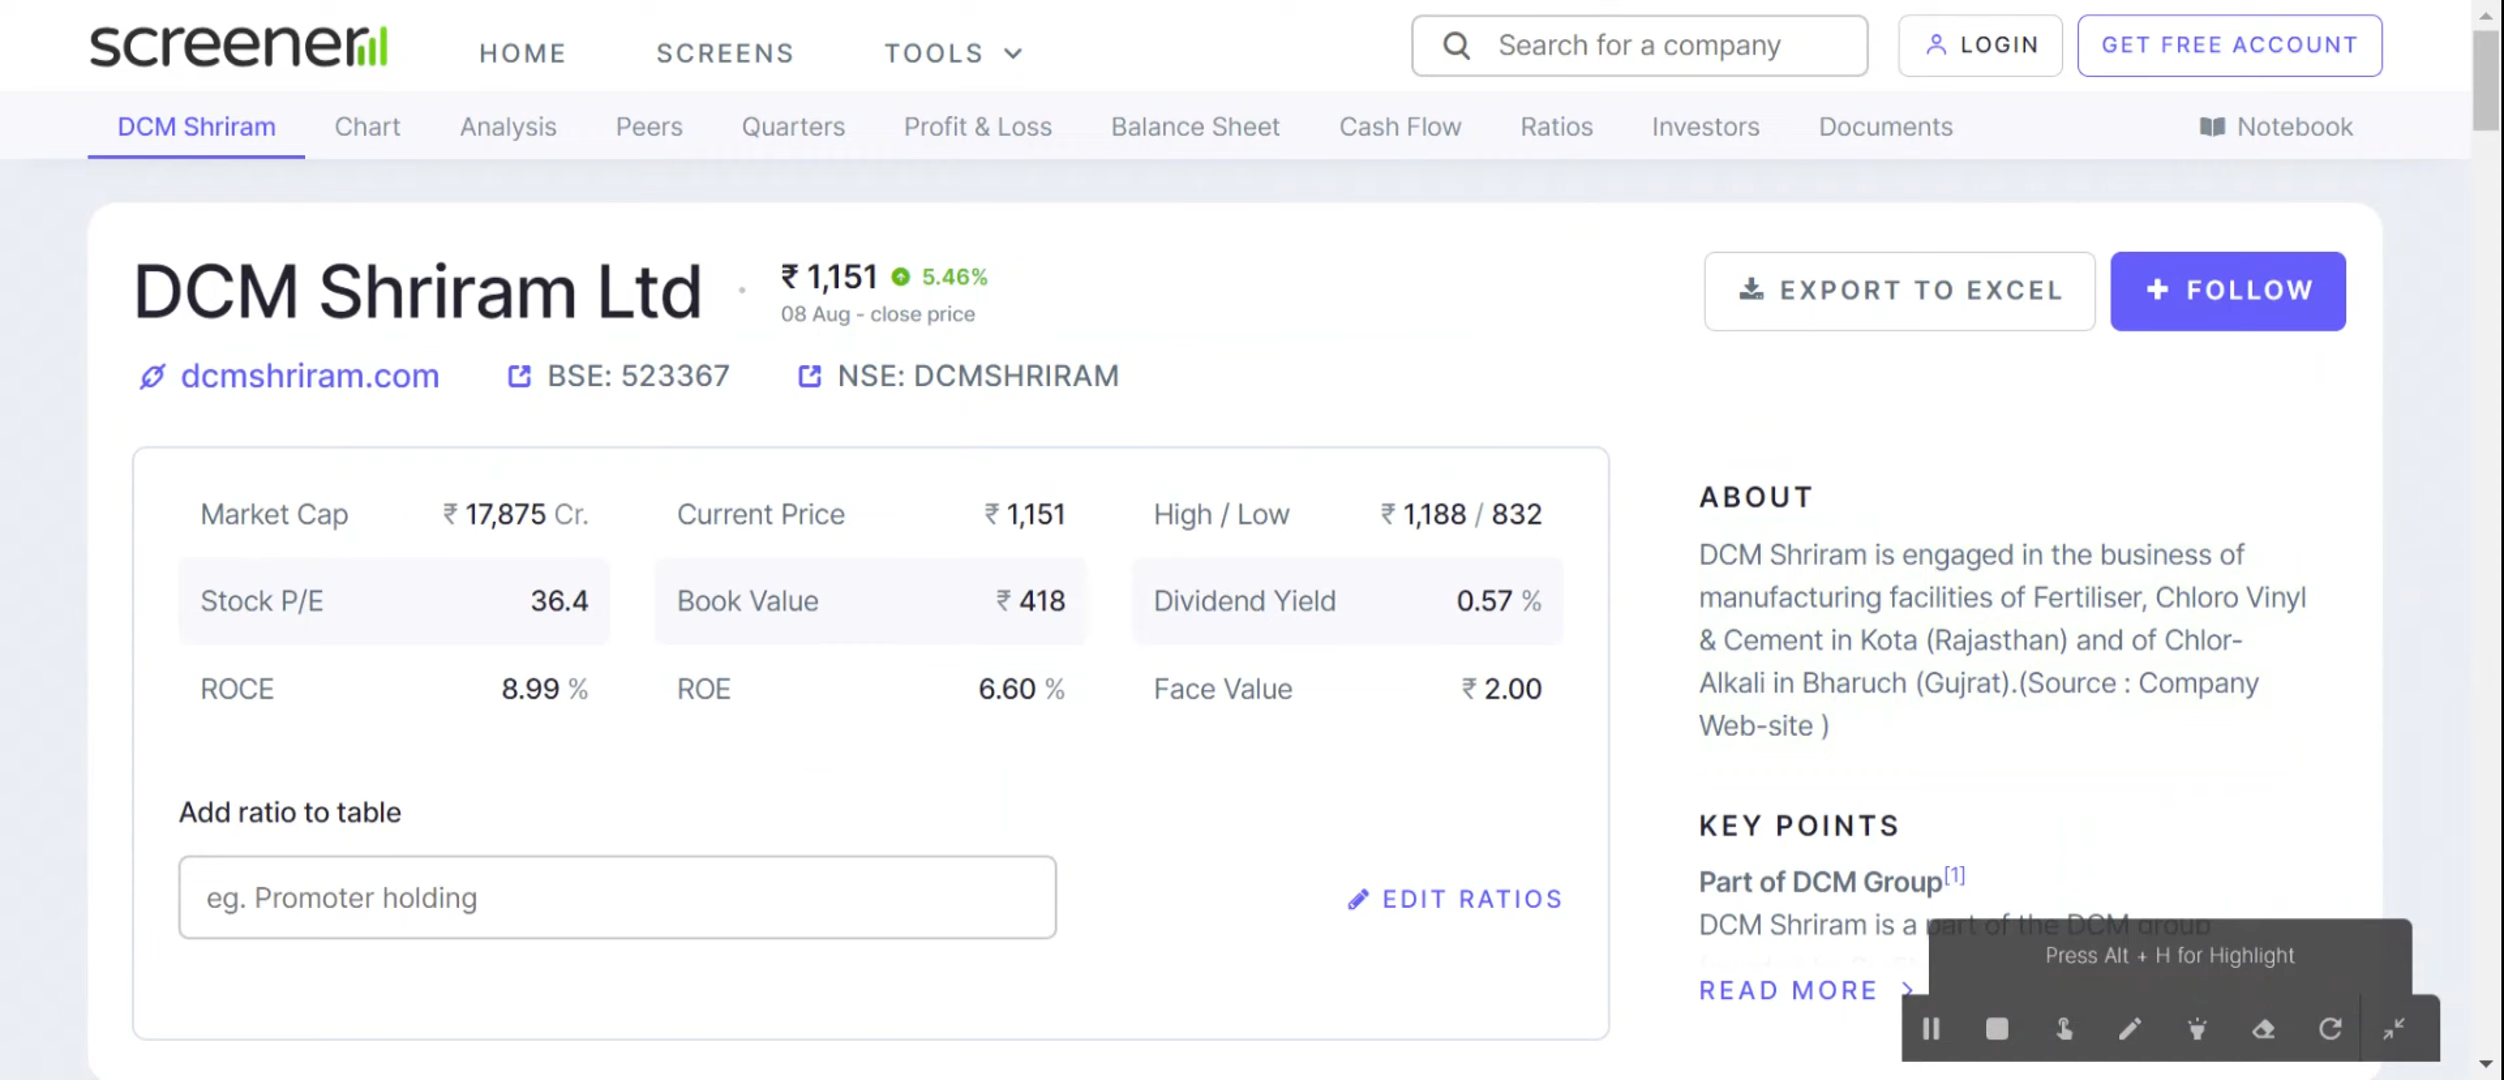 screener
HOME
SCREENS
TOOLS
Search for a company
LOGIN
GET FREE ACCOUNT
DCM Shriram
Chart
Analysis
Peers
Quarters
Profit & Loss
Balance Sheet
Cash Flow
Ratios
Investors
Documents
Notebook
DCM Shriram Ltd
₹ 1,151 5.46%
08 Aug - close price
EXPORT TO EXCEL
FOLLOW
dcmshriram.com
BSE: 523367
NSE: DCMSHRIRAM
Market Cap ₹ 17,875 Cr.
Current Price ₹ 1,151
High / Low ₹ 1,188 / 832
Stock P/E 36.4
Book Value ₹ 418
Dividend Yield 0.57 %
ROCE 8.99 %
ROE 6.60 %
Face Value ₹ 2.00
Add ratio to table
eg. Promoter holding
EDIT RATIOS
ABOUT
DCM Shriram is engaged in the business of
manufacturing facilities of Fertiliser, Chloro Vinyl
& Cement in Kota (Rajasthan) and of Chlor-
Alkali in Bharuch (Gujrat).(Source : Company
Web-site )
KEY POINTS
Part of DCM Group[1]
DCM Shriram is a part of the DCM group
READ MORE
Press Alt + H for Highlight